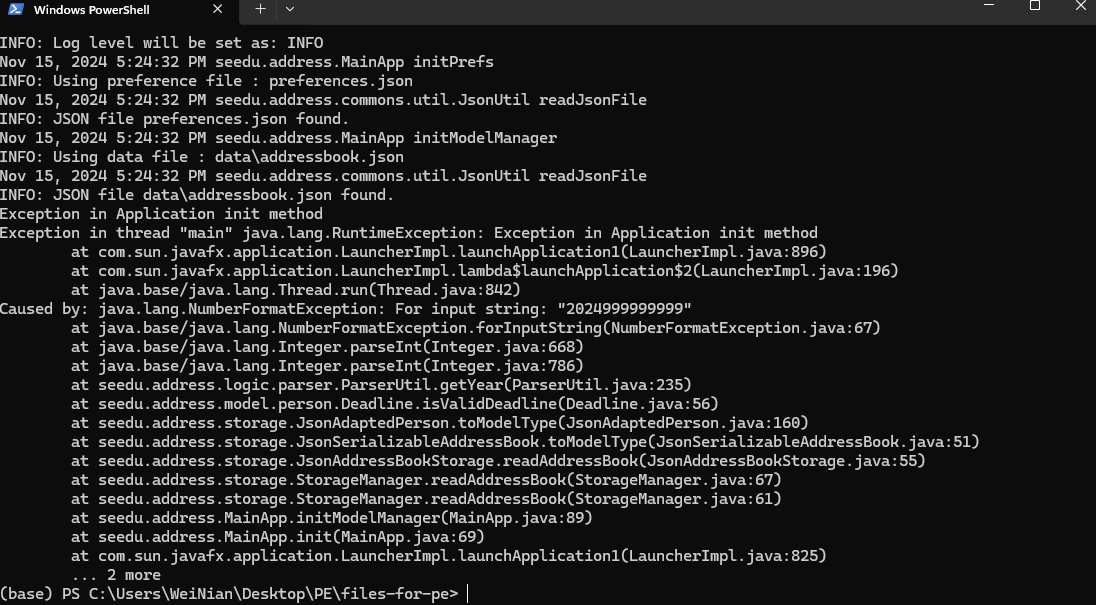 Windows PowerShell
INFO: Log level will be set as: INFO
Nov 15, 2024 5:24:32 PM seedu.address.MainApp initPrefs
INFO: Using preference file : preferences.json
Nov 15, 2024 5:24:32 PM seedu.address.commons.util.JsonUtil readJsonFile
INFO: JSON file preferences.json found.
Nov 15, 2024 5:24:32 PM seedu.address.MainApp initModelManager
INFO: Using data file : data\addressbook.json
Nov 15, 2024 5:24:32 PM seedu.address.commons.util.JsonUtil readJsonFile
INFO: JSON file data\addressbook.json found.
Exception in Application init method
Exception in thread "main" java.lang.RuntimeException: Exception in Application init method
        at com.sun.javafx.application.LauncherImpl.launchApplication1(LauncherImpl.java:896)
        at com.sun.javafx.application.LauncherImpl.lambda$launchApplication$2(LauncherImpl.java:196)
        at java.base/java.lang.Thread.run(Thread.java:842)
Caused by: java.lang.NumberFormatException: For input string: "2024999999999"
        at java.base/java.lang.NumberFormatException.forInputString(NumberFormatException.java:67)
        at java.base/java.lang.Integer.parseInt(Integer.java:668)
        at java.base/java.lang.Integer.parseInt(Integer.java:786)
        at seedu.address.logic.parser.ParserUtil.getYear(ParserUtil.java:235)
        at seedu.address.model.person.Deadline.isValidDeadline(Deadline.java:56)
        at seedu.address.storage.JsonAdaptedPerson.toModelType(JsonAdaptedPerson.java:160)
        at seedu.address.storage.JsonSerializableAddressBook.toModelType(JsonSerializableAddressBook.java:51)
        at seedu.address.storage.JsonAddressBookStorage.readAddressBook(JsonAddressBookStorage.java:55)
        at seedu.address.storage.StorageManager.readAddressBook(StorageManager.java:67)
        at seedu.address.storage.StorageManager.readAddressBook(StorageManager.java:61)
        at seedu.address.MainApp.initModelManager(MainApp.java:89)
        at seedu.address.MainApp.init(MainApp.java:69)
        at com.sun.javafx.application.LauncherImpl.launchApplication1(LauncherImpl.java:825)
        ... 2 more
(base) PS C:\Users\WeiNian\Desktop\PE\files-for-pe>